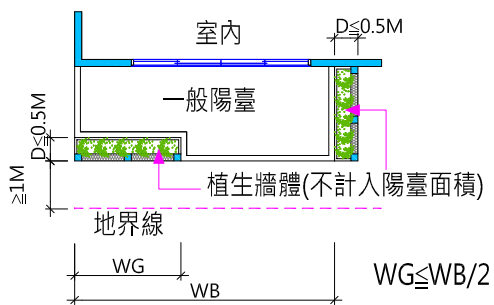 室內
D≦0.5M
一般陽臺
D≦0.5M
植生牆體(不計入陽臺面積)
≧1M
地界線
WG
WB
WG≦WB/2